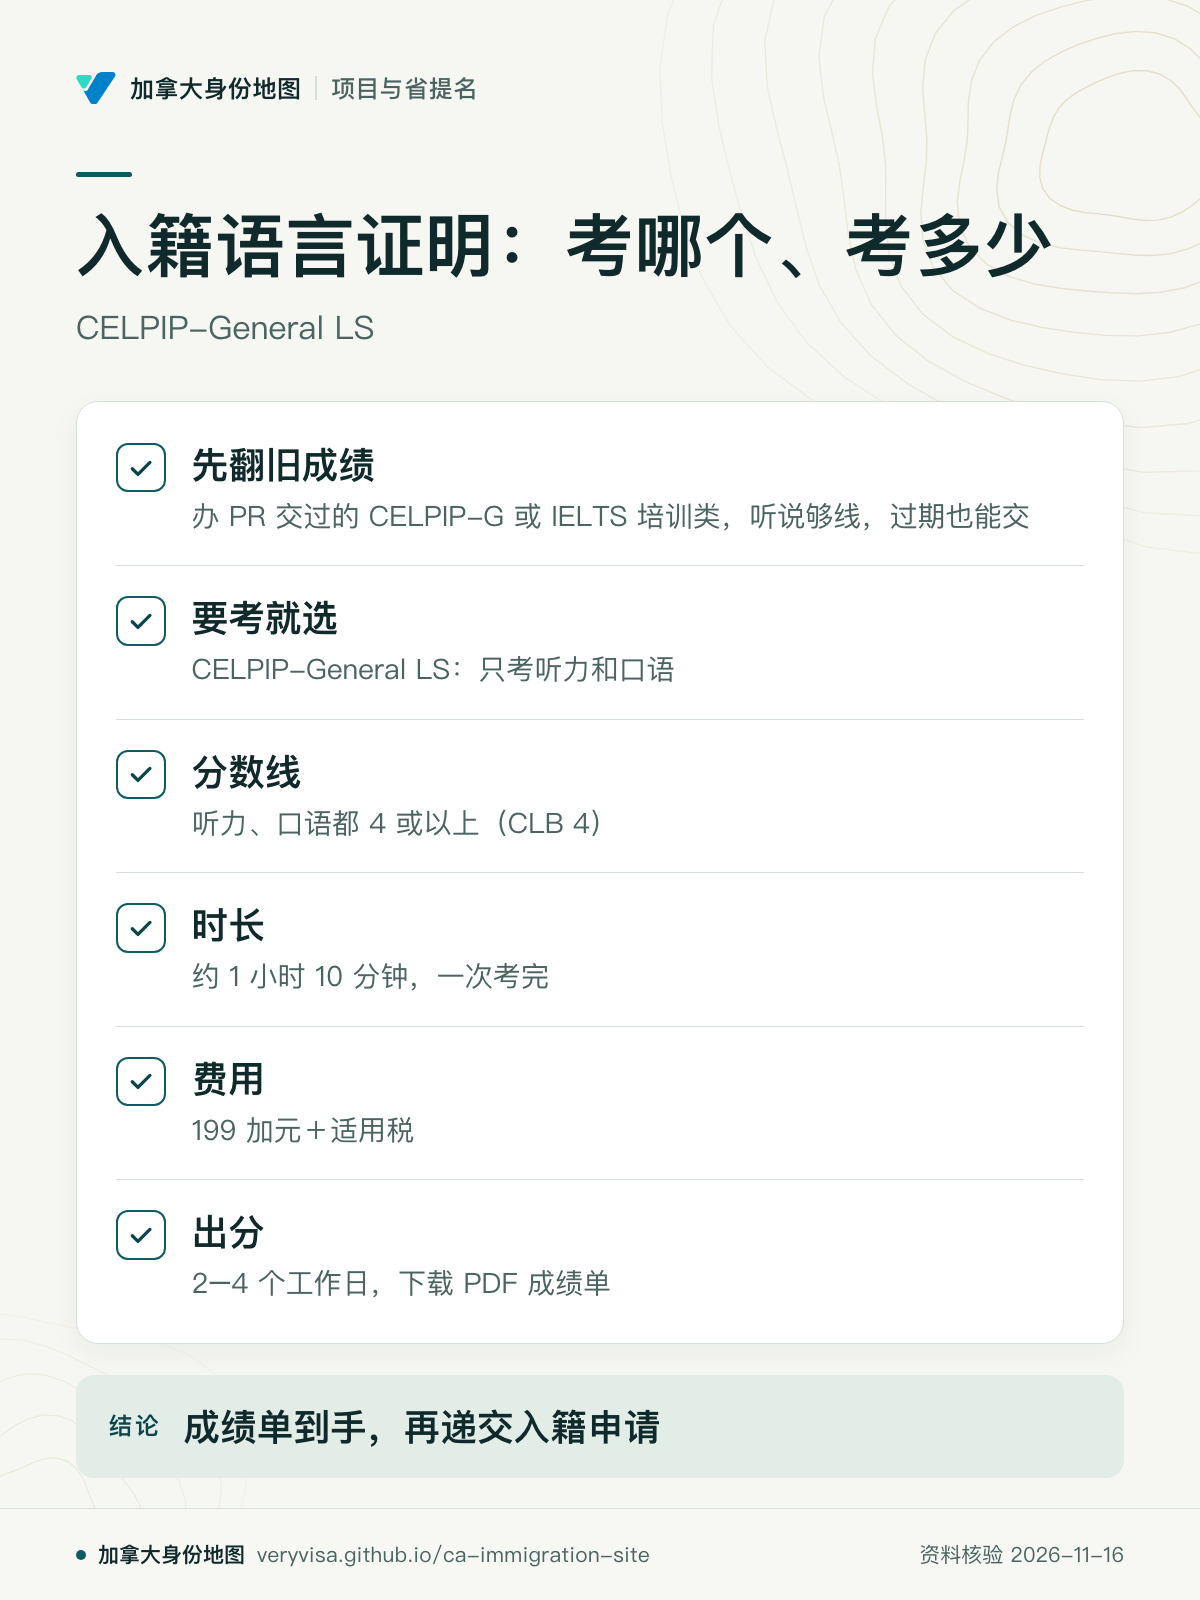 加拿大身份地图 | 项目与省提名
入籍语言证明：考哪个、考多少
CELPIP–General LS
先翻旧成绩
办 PR 交过的 CELPIP–G 或 IELTS 培训类，听说够线，过期也能交
要考就选
CELPIP–General LS：只考听力和口语
分数线
听力、口语都 4 或以上（CLB 4）
时长
约 1 小时 10 分钟，一次考完
费用
199 加元＋适用税
出分
2—4 个工作日，下载 PDF 成绩单
结论 成绩单到手，再递交入籍申请
加拿大身份地图 veryvisa.github.io/ca–immigration–site
资料核验 2026–11–16